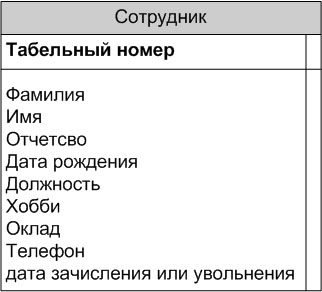 Сотрудник
Табельный номер
Фамилия
Имя
Отчетсво
Дата рождения
Должность
Хобби
Оклад
Телефон
дата зачисления или увольнения